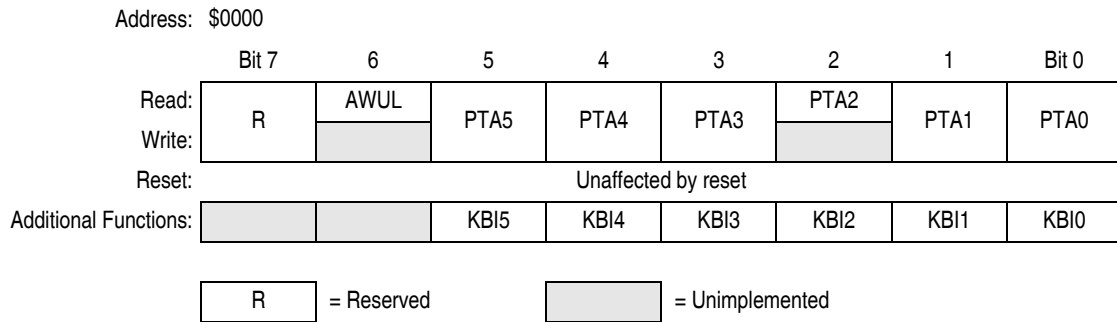 Address: $0000
Bit 7 6 5 4 3 2 1 Bit 0
Read: R AWUL PTA5 PTA4 PTA3 PTA2 PTA1 PTA0
Write:
Reset: Unaffected by reset
Additional Functions: KBI5 KBI4 KBI3 KBI2 KBI1 KBI0
R = Reserved = Unimplemented